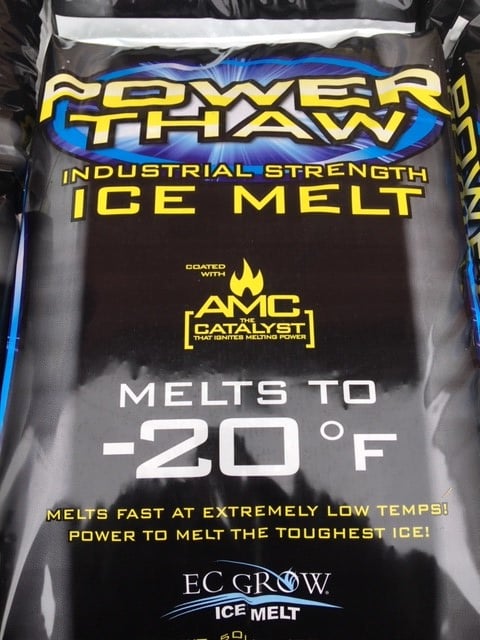 POWER
THAW
INDUSTRIAL STRENGTH
ICE MELT
COATED
WITH
AMC
THE
CATALYST
THAT IGNITES MELTING POWER
MELTS TO
-20 °F
MELTS FAST AT EXTREMELY LOW TEMPS!
POWER TO MELT THE TOUGHEST ICE!
EC GROW®
ICE MELT